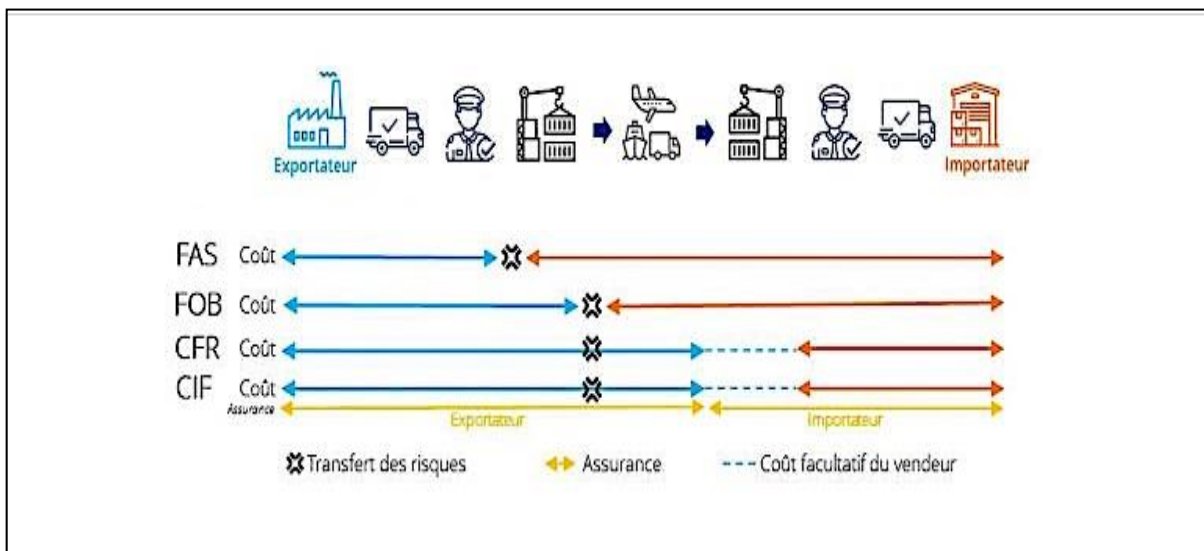 Exportateur
Importateur
FAS Coût
FOB Coût
CFR Coût
CIF Coût
Assurance
Exportateur Importateur
Transfert des risques Assurance Coût facultatif du vendeur